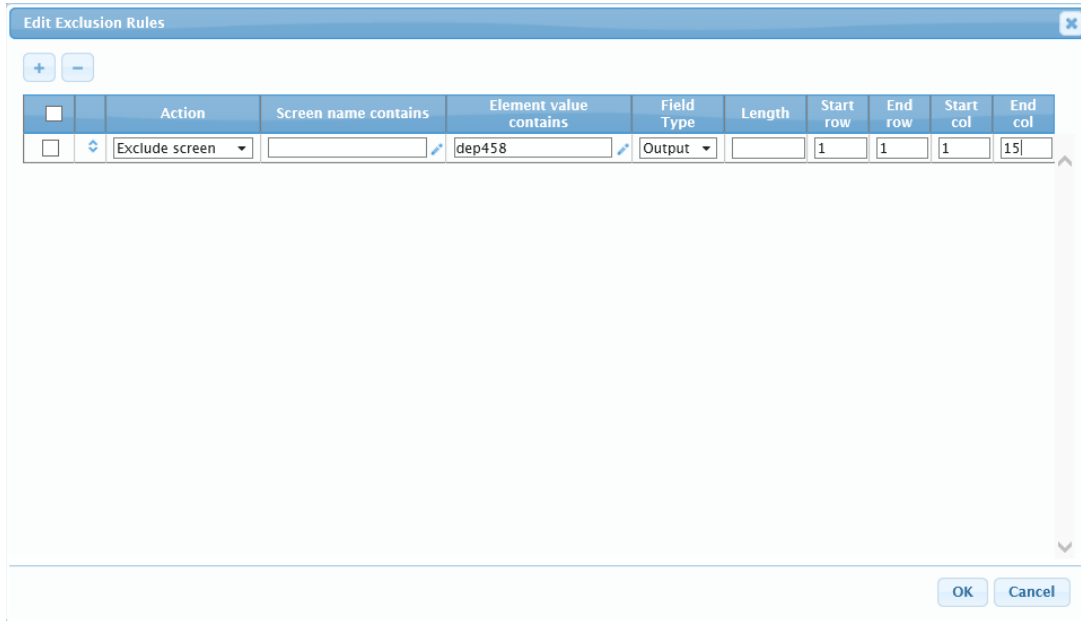 Edit Exclusion Rules
+ −
Action Screen name contains Element value contains Field Type Length Start row End row Start col End col
Exclude screen dep458 Output 1 1 1 15
OK Cancel